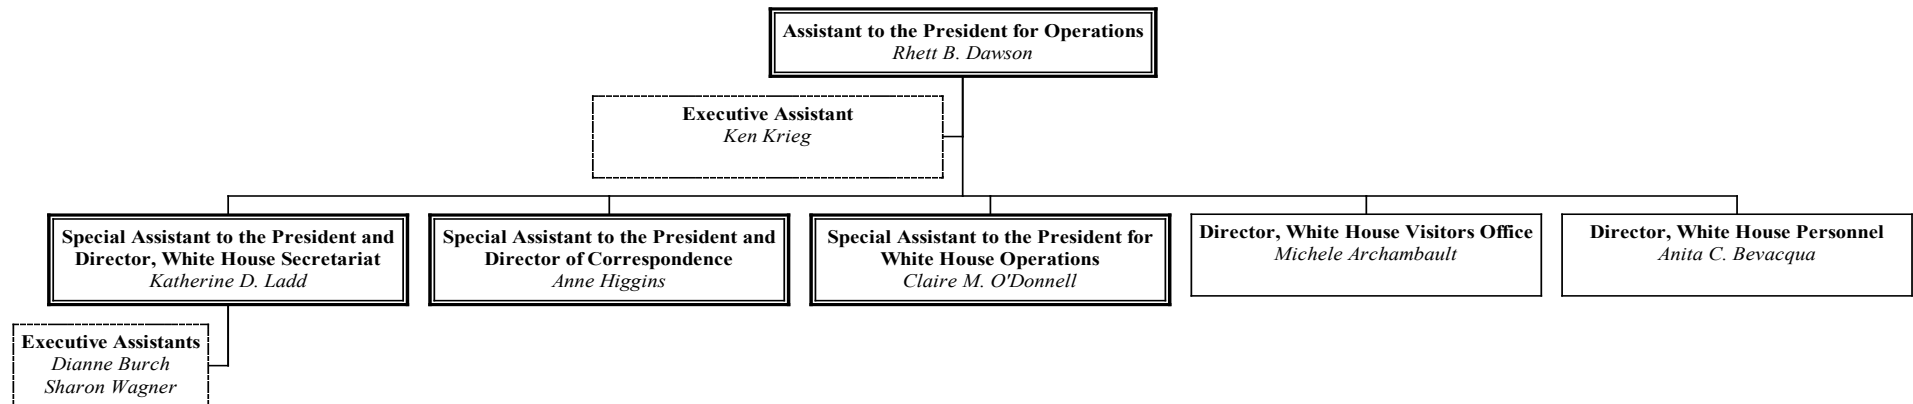 Assistant to the President for Operations
Rhett B. Dawson
Executive Assistant
Ken Krieg
Special Assistant to the President and
Director, White House Secretariat
Katherine D. Ladd
Special Assistant to the President and
Director of Correspondence
Anne Higgins
Special Assistant to the President for
White House Operations
Claire M. O'Donnell
Director, White House Visitors Office
Michele Archambault
Director, White House Personnel
Anita C. Bevacqua
Executive Assistants
Dianne Burch
Sharon Wagner